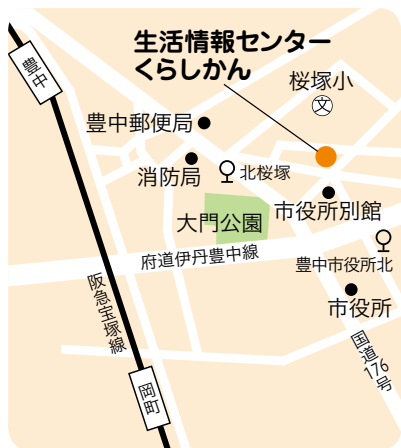 生活情報センター
くらしかん
豊中
桜塚小
文
豊中郵便局
消防局
北桜塚
市役所別館
大門公園
府道伊丹豊中線
豊中市役所北
阪急宝塚線
市役所
国道176号
岡町